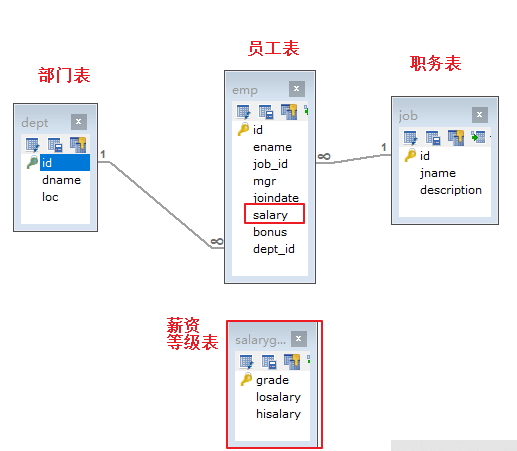 员工表
部门表
职务表
dept
id
dname
loc
1
emp
id
ename
job_id
mgr
joindate
salary
bonus
dept_id
∞
∞
1
job
id
jname
description
薪资
等级表
salaryg...
grade
losalary
hisalary